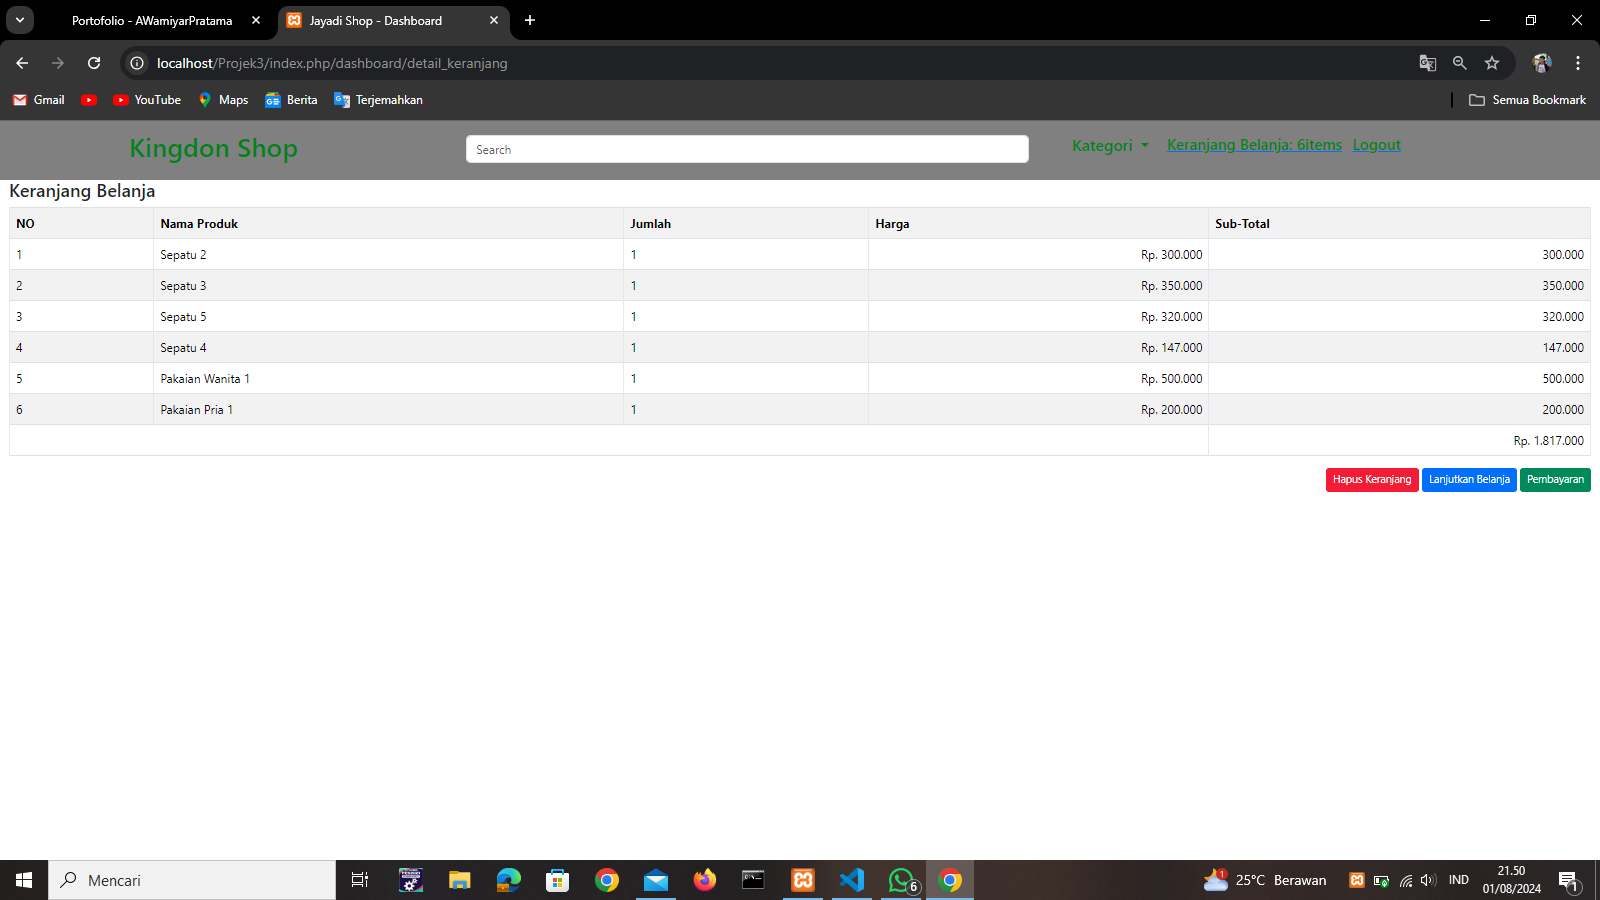 Portofolio - AWamiyarPratama
Jayadi Shop - Dashboard
localhost/Projek3/index.php/dashboard/detail_keranjang
Gmail YouTube Maps Berita Terjemahkan Semua Bookmark
Kingdon Shop Search Kategori Keranjang Belanja: 6items Logout
Keranjang Belanja
NO Nama Produk Jumlah Harga Sub-Total
1 Sepatu 2 1 Rp. 300.000 300.000
2 Sepatu 3 1 Rp. 350.000 350.000
3 Sepatu 5 1 Rp. 320.000 320.000
4 Sepatu 4 1 Rp. 147.000 147.000
5 Pakaian Wanita 1 1 Rp. 500.000 500.000
6 Pakaian Pria 1 1 Rp. 200.000 200.000
Rp. 1.817.000
Hapus Keranjang Lanjutkan Belanja Pembayaran
Mencari 6 1 25°C Berawan IND 21.50
01/08/2024 1